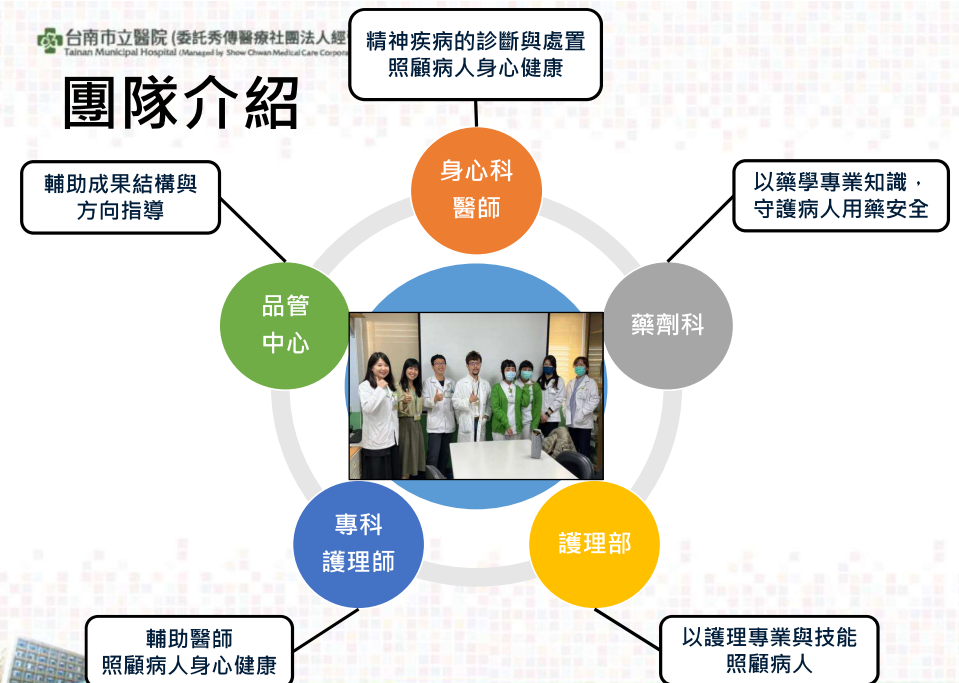 台南市立醫院 (委託秀傳醫療社團法人經
Tainan Municipal Hospital (Managed by Show Chwan Medical Care Corpora
團隊介紹
精神疾病的診斷與處置
照顧病人身心健康
身心科
醫師
輔助成果結構與
方向指導
品管
中心
以藥學專業知識，
守護病人用藥安全
藥劑科
專科
護理師
護理部
輔助醫師
照顧病人身心健康
以護理專業與技能
照顧病人